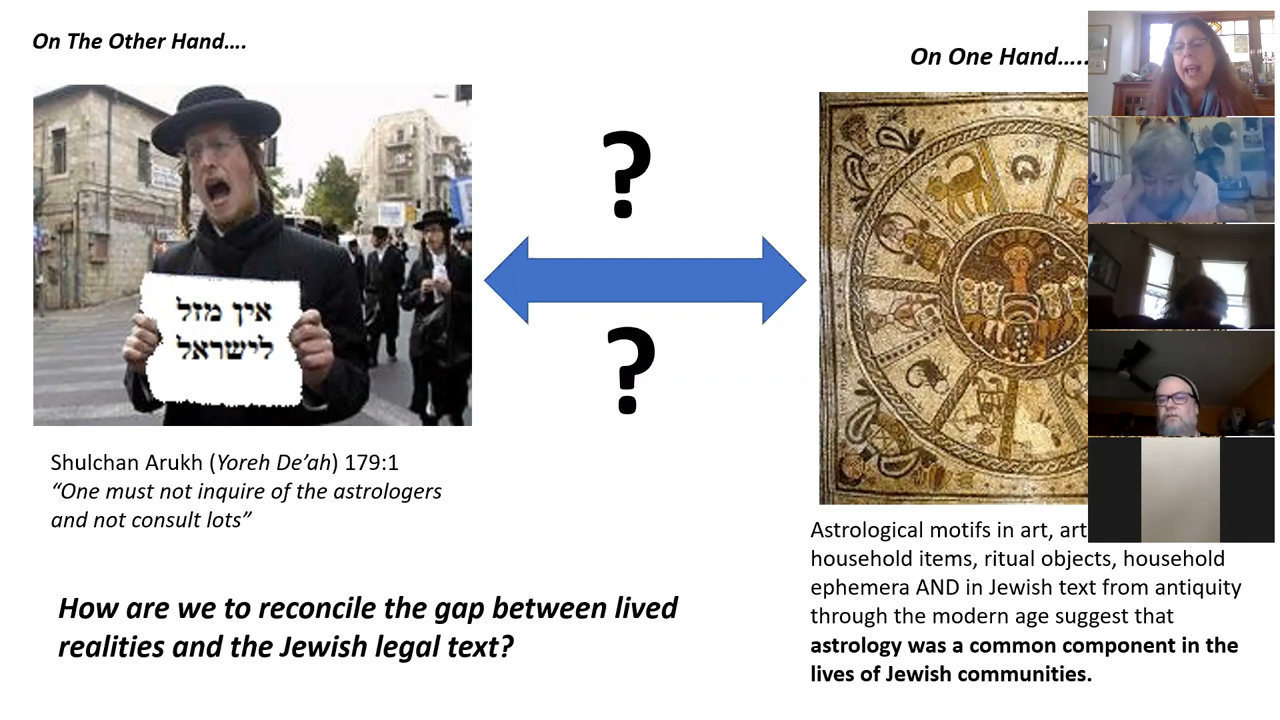 On The Other Hand....
אין מזל
לישראל
Shulchan Arukh (Yoreh De’ah) 179:1
“One must not inquire of the astrologers
and not consult lots”
?
?
How are we to reconcile the gap between lived
realities and the Jewish legal text?
On One Hand.....
Astrological motifs in art,
household items, ritual objects, household
ephemera AND in Jewish text from antiquity
through the modern age suggest that
astrology was a common component in the
lives of Jewish communities.